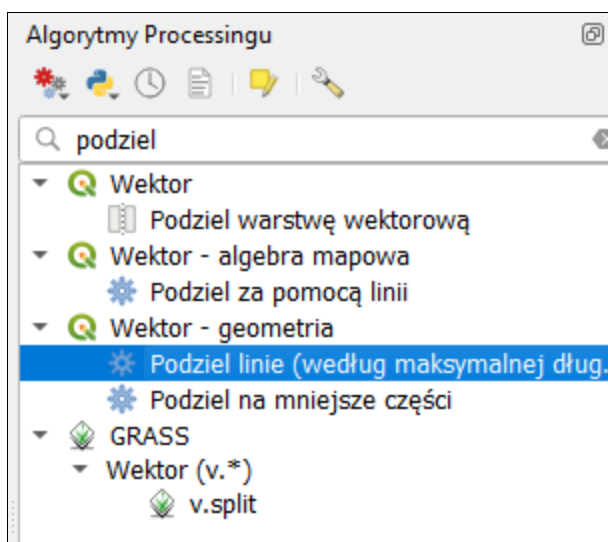 Algorytmy Processingu
podziel
Wektor
Podziel warstwę wektorową
Wektor - algebra mapowa
Podziel za pomocą linii
Wektor - geometria
Podziel linie (według maksymalnej dług.
Podziel na mniejsze części
GRASS
Wektor (v.*)
v.split